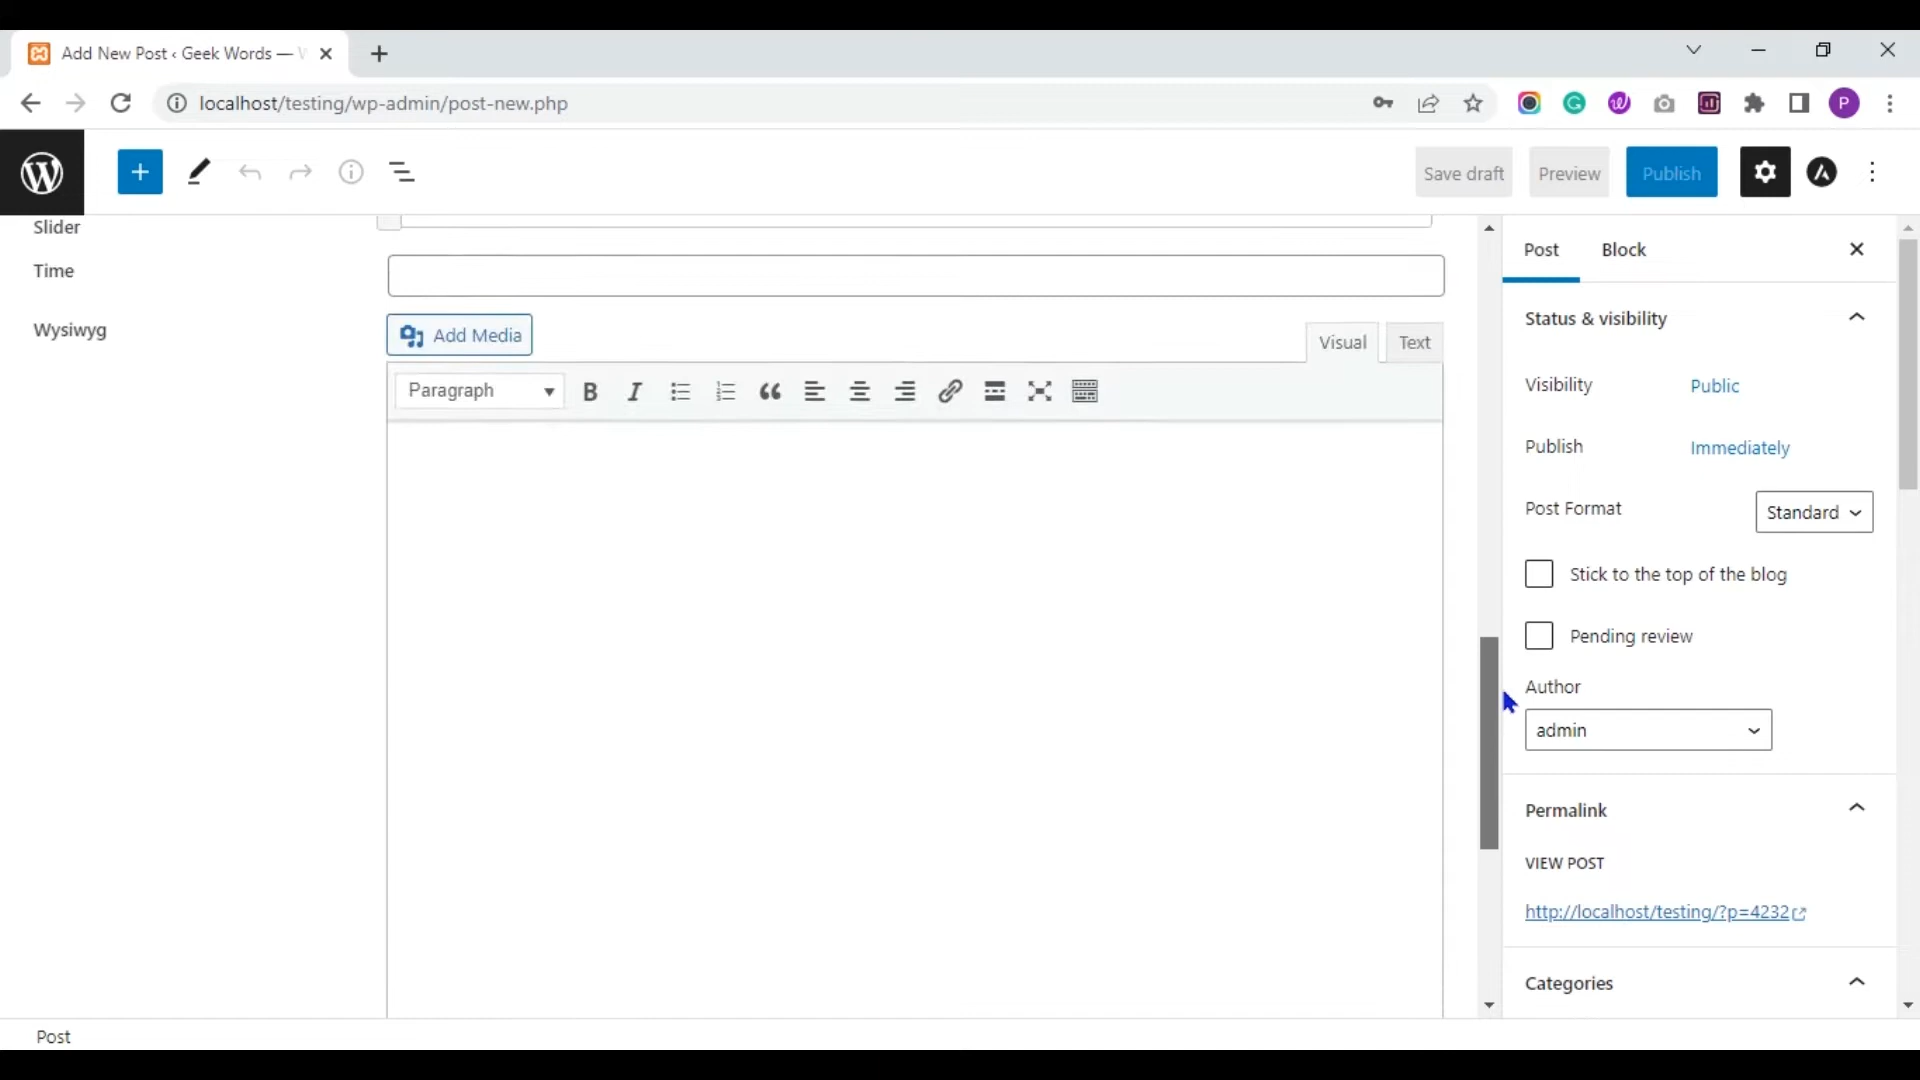 Add New Post ‹ Geek Words —
localhost/testing/wp-admin/post-new.php
P
Save draft
Preview
Publish
Slider
Time
Wysiwyg
Add Media
Visual
Text
Paragraph
B
I
Post
Block
Status & visibility
Visibility
Public
Publish
Immediately
Post Format
Standard
Stick to the top of the blog
Pending review
Author
admin
Permalink
VIEW POST
http://localhost/testing/?p=4232
Categories
Post